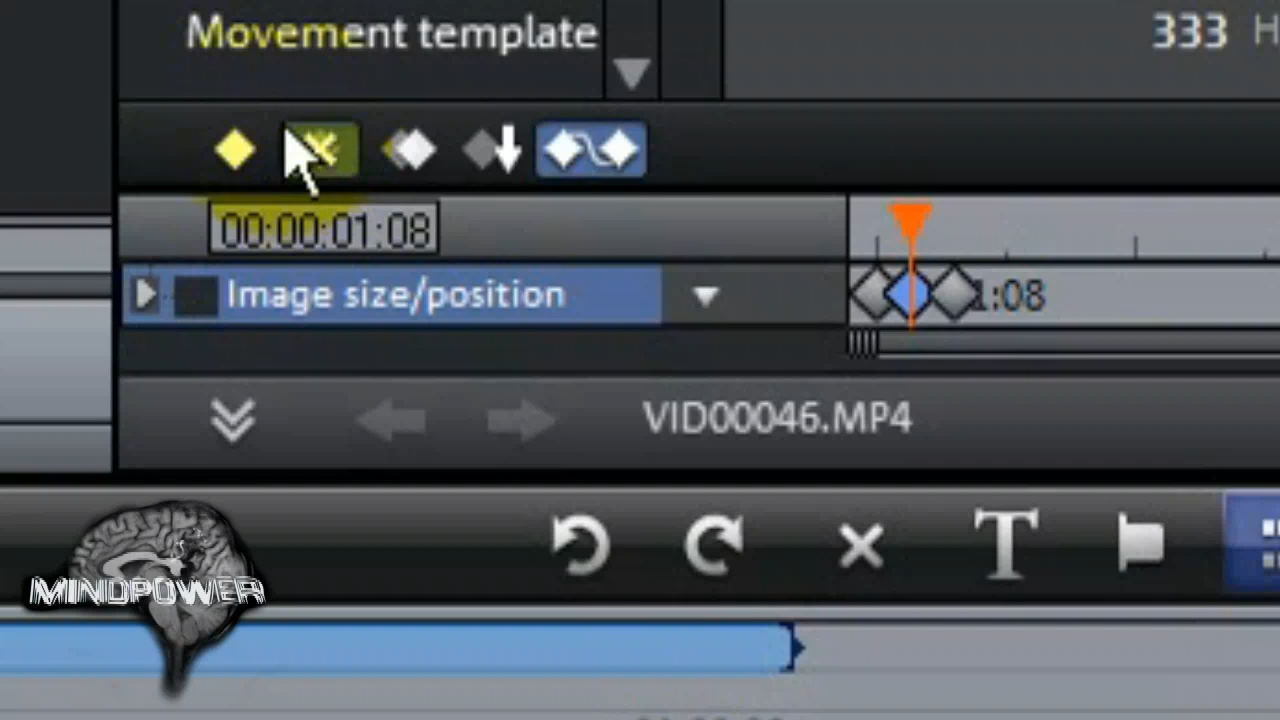 Movement template
333 H
00:00:01:08
Image size/position
1:08
VID00046.MP4
T
MINDPOWER